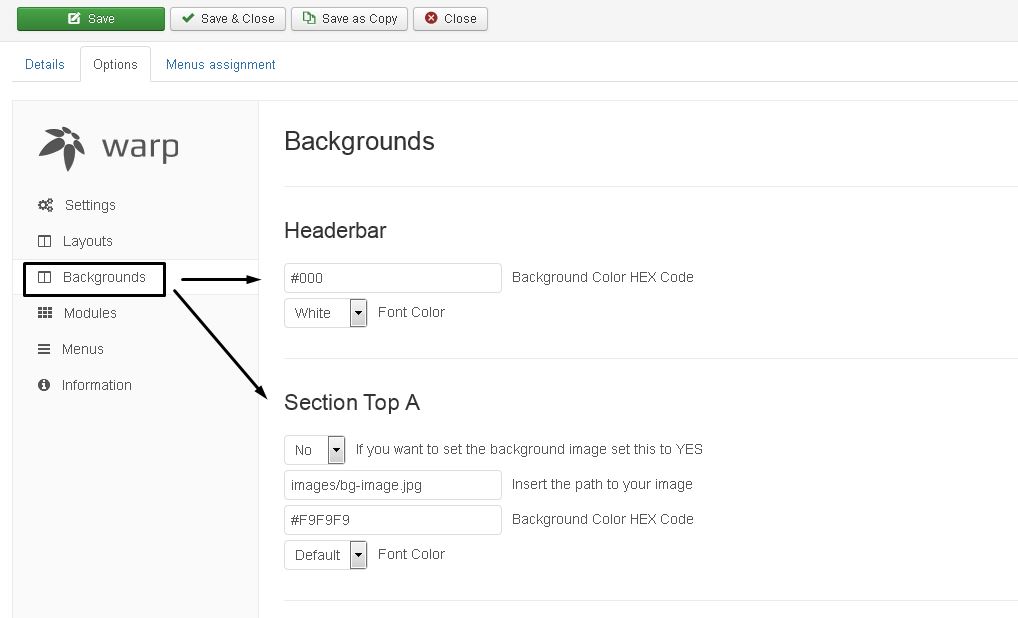 Save Save & Close Save as Copy Close
Details Options Menus assignment
warp
Settings
Layouts
Backgrounds
Modules
Menus
Information
Backgrounds
Headerbar
#000 Background Color HEX Code
White Font Color
Section Top A
No If you want to set the background image set this to YES
images/bg-image.jpg Insert the path to your image
#F9F9F9 Background Color HEX Code
Default Font Color